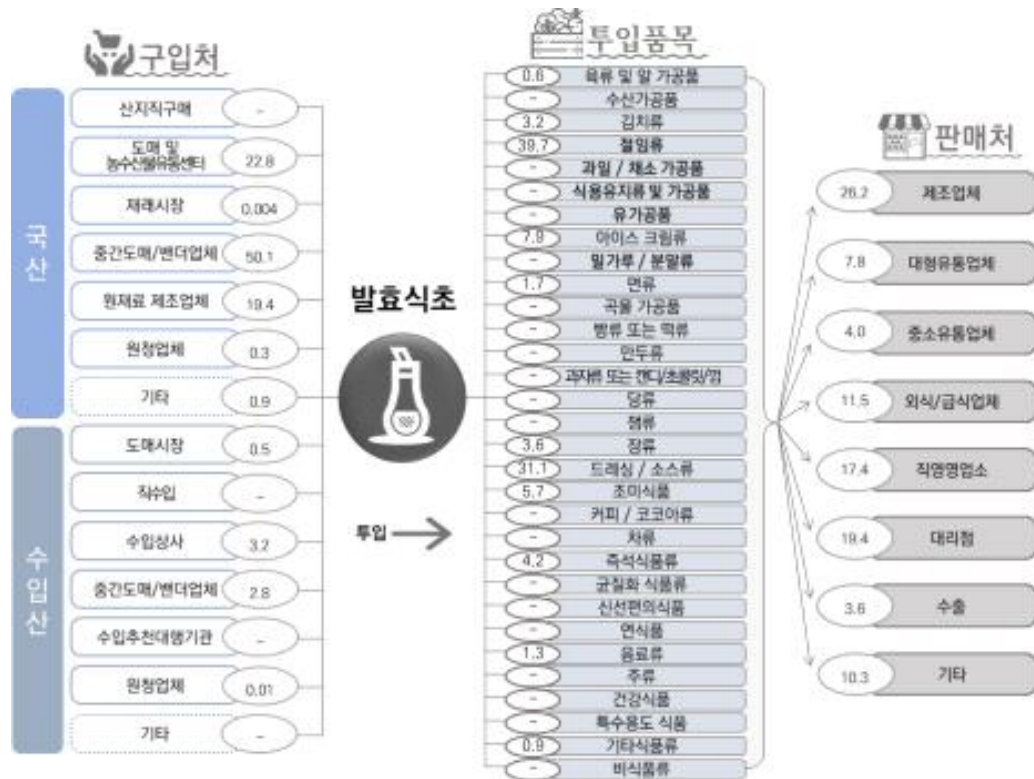 구입처
국산
산지직구매 -
도매 및
농수산물유통센터 22.8
재래시장 0.004
중간도매/밴더업체 50.1
원재료 제조업체 19.4
원청업체 0.3
기타 0.9
수입산
도매시장 0.5
직수입 -
수입상사 3.2
중간도매/밴더업체 2.8
수입추천대행기관 -
원청업체 0.01
기타 -
발효식초
투입
투입품목
0.6 육류 및 알 가공품
- 수산가공품
3.2 김치류
39.7 절임류
- 과일 / 채소 가공품
- 식용유지류 및 가공품
- 유가공품
7.9 아이스 크림류
- 밀가루 / 분말류
1.7 면류
- 곡물 가공품
- 빵류 또는 떡류
- 만두류
- 과자류 또는 캔디/초콜릿/껌
- 당류
- 잼류
3.6 장류
31.1 드레싱 / 소스류
5.7 조미식품
- 커피 / 코코아류
- 차류
4.2 즉석식품류
- 균질화 식품류
- 신선편의식품
- 연식품
1.3 음료류
- 주류
- 건강식품
- 특수용도 식품
0.9 기타식품류
- 비식품류
판매처
26.2 제조업체
7.8 대형유통업체
4.0 중소유통업체
11.5 외식/급식업체
17.4 직영영업소
19.4 대리점
3.6 수출
10.3 기타